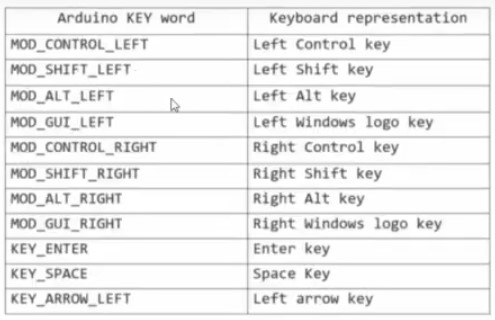 Arduino KEY word Keyboard representation
MOD_CONTROL_LEFT Left Control key
MOD_SHIFT_LEFT Left Shift key
MOD_ALT_LEFT Left Alt key
MOD_GUI_LEFT Left Windows logo key
MOD_CONTROL_RIGHT Right Control key
MOD_SHIFT_RIGHT Right Shift key
MOD_ALT_RIGHT Right Alt key
MOD_GUI_RIGHT Right Windows logo key
KEY_ENTER Enter key
KEY_SPACE Space Key
KEY_ARROW_LEFT Left arrow key